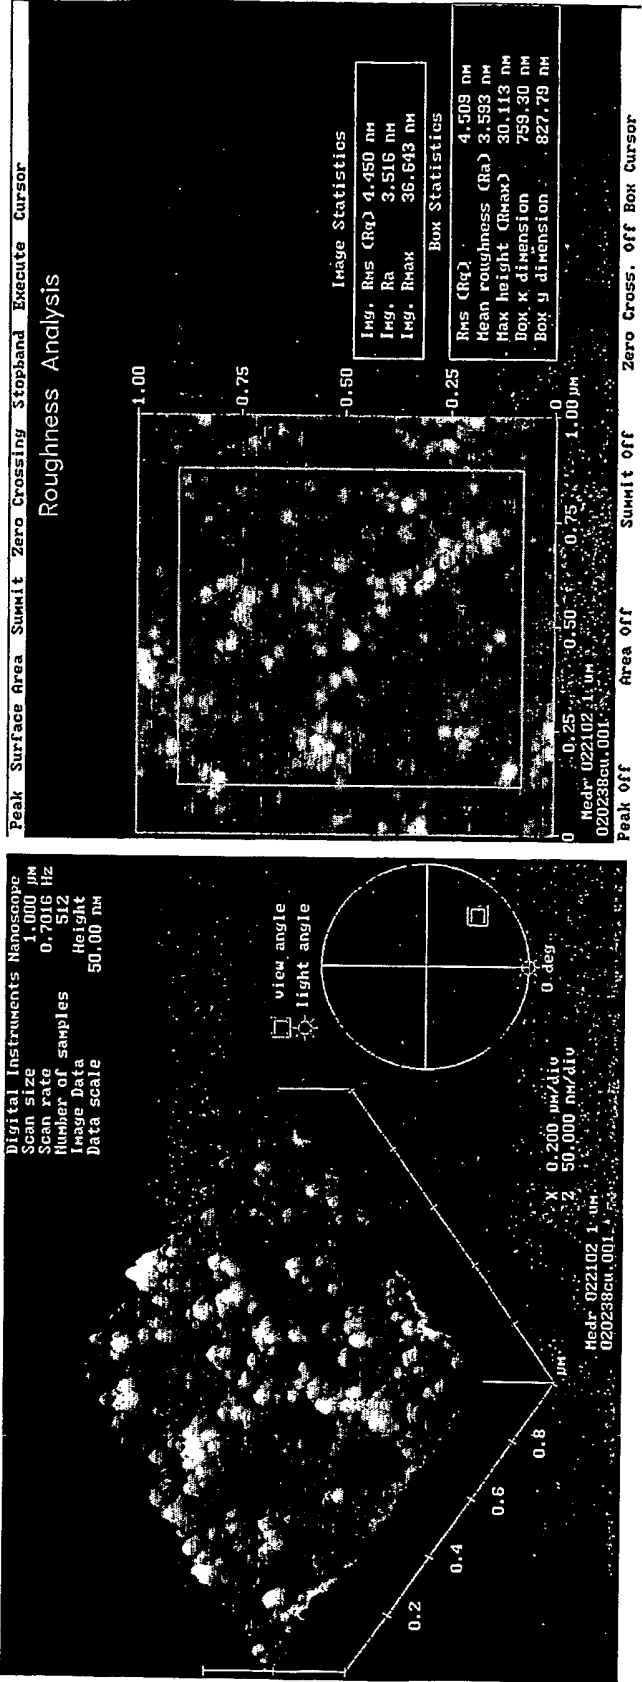 Peak Surface Area Summit Zero Crossing Stopband Execute Cursor
Roughness Analysis
1.00
0.75
0.50
0.25
0
0 0.25 0.50 0.75 1.00 µM
Image Statistics
Img. Rms (Rq) 4.450 nM
Img. Ra 3.516 nM
Img. Rmax 36.643 nM
Box Statistics
Rms (Rq) 4.509 nM
Mean roughness (Ra) 3.593 nM
Max height (Rmax) 30.113 nM
Box x dimension 759.30 nM
Box y dimension 827.79 nM
Medr 022102 1 uM
020238cu.001
Peak Off Area Off Summit Off Zero Cross. Off Box Cursor
Digital Instruments Nanoscope
Scan size 1.000 µM
Scan rate 0.7016 Hz
Number of samples 512
Image Data Height
Data scale 50.00 nM
view angle
light angle
0 deg
0.2
0.4
0.6
0.8
µM
X 0.200 µM/div
Z 50.000 nM/div
Medr 022102 1 uM
020238cu.001